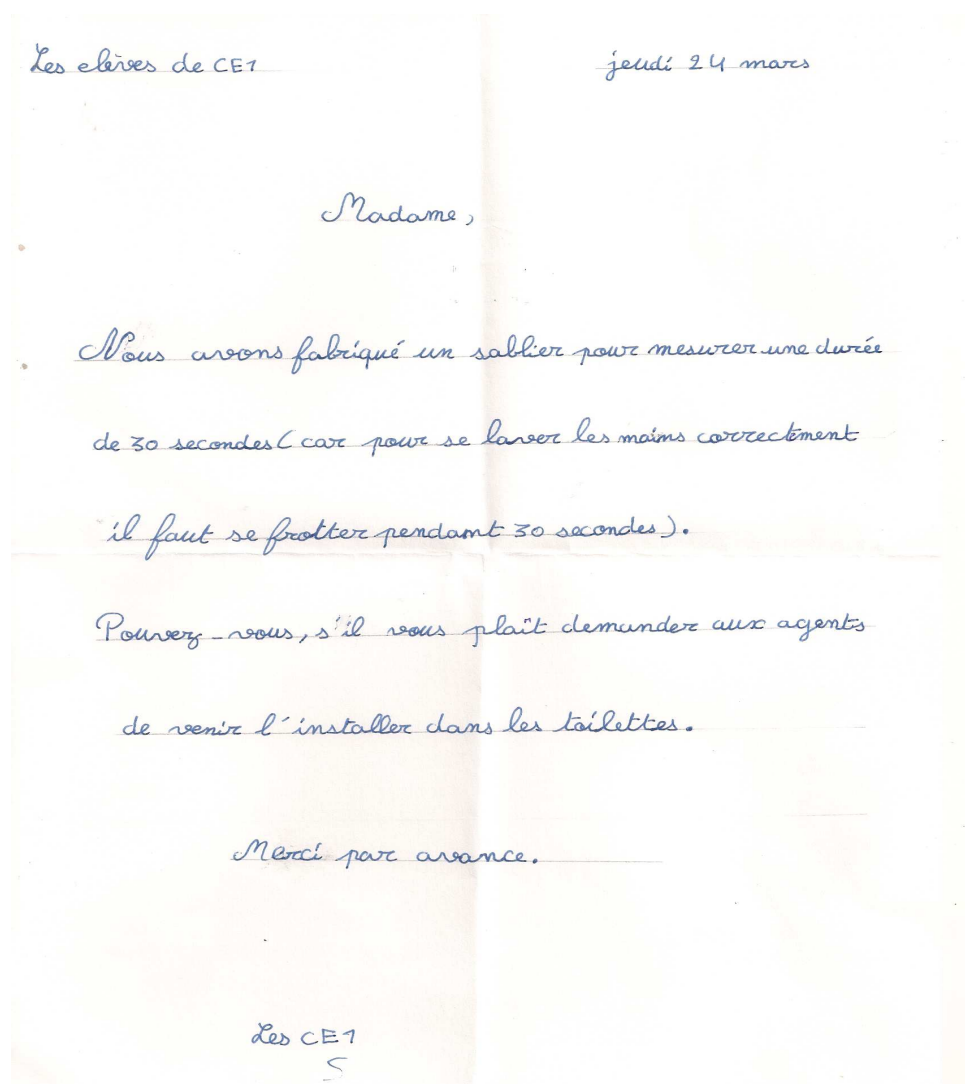 Les elèves de CE1 jeudi 24 mars
Madame,
Nous avons fabriqué un sablier pour mesurer une durée
de 30 secondes (car pour se laver les mains correctement
il faut se frotter pendant 30 secondes).
Pouvez-vous, s'il vous plaît demander aux agents
de venir l'installer dans les toilettes.
Merci par avance.
Les CE1
S